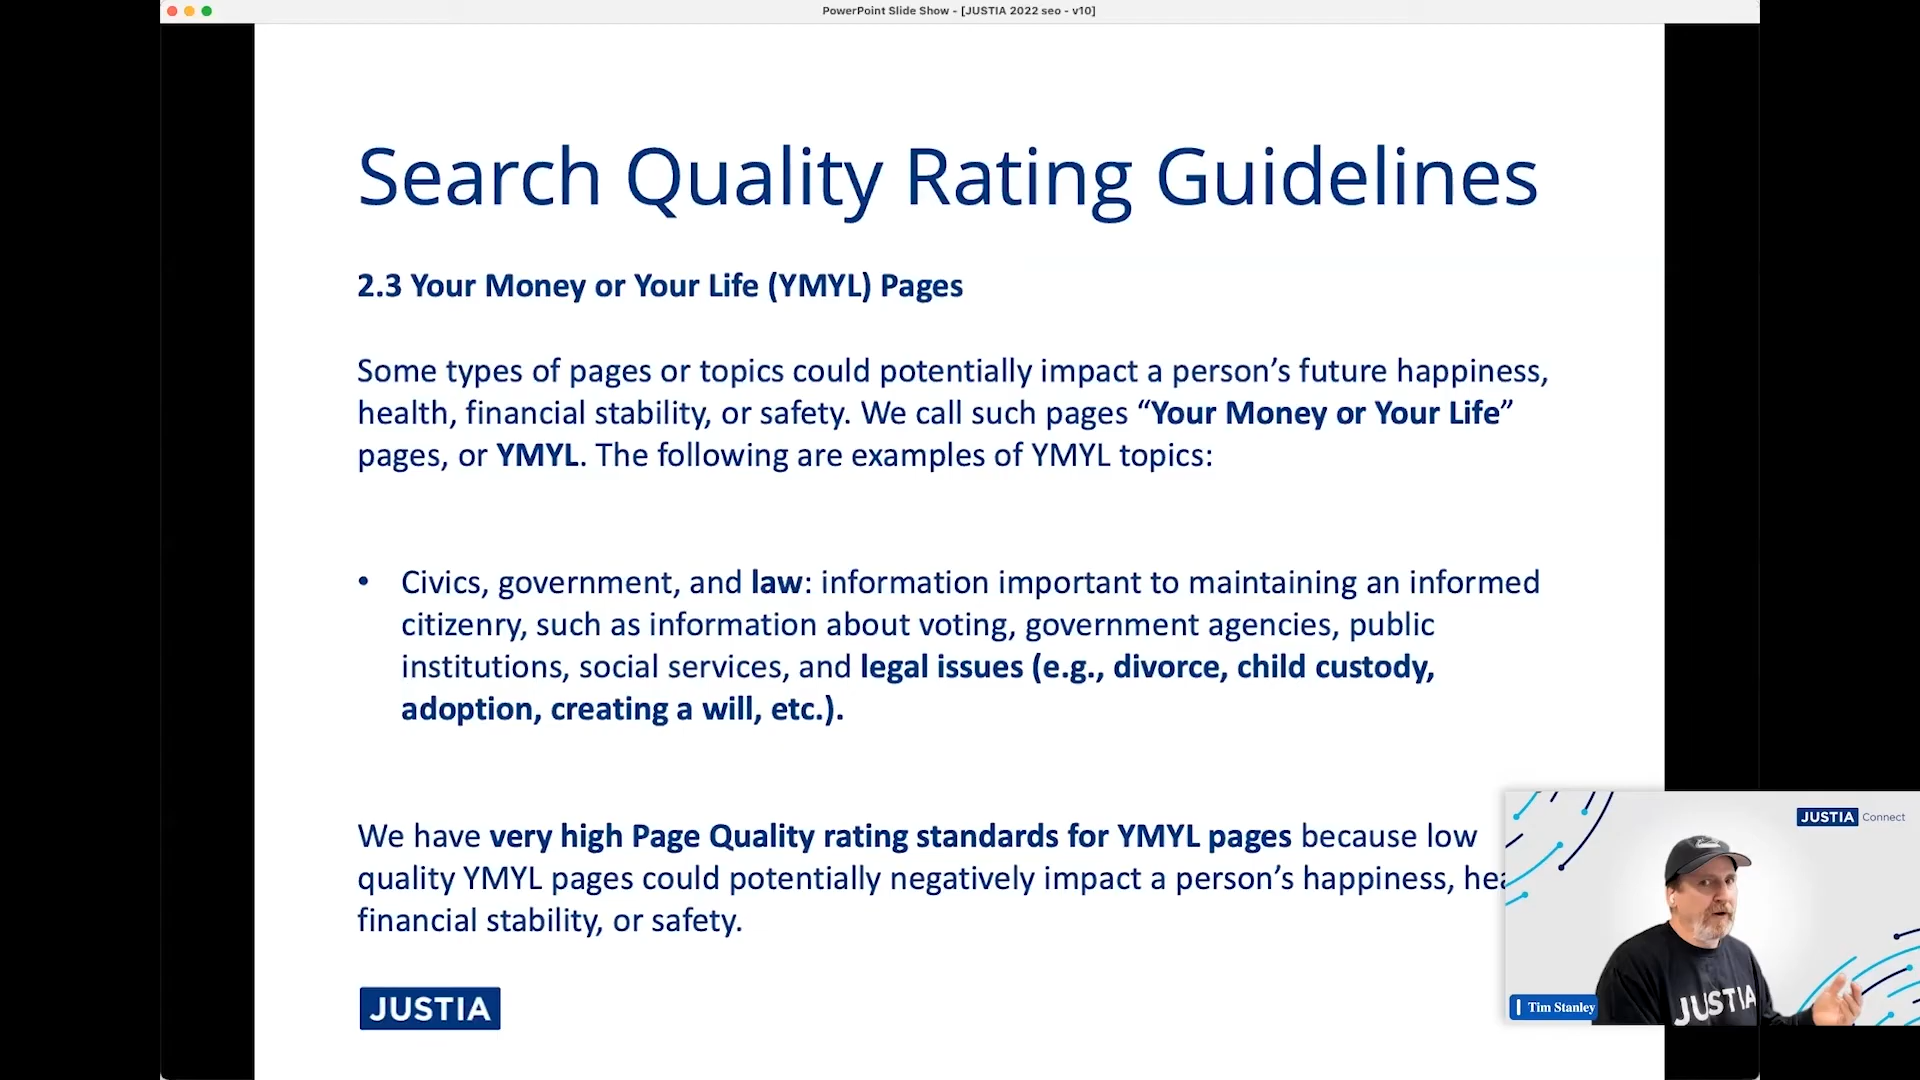 PowerPoint Slide Show - [JUSTIA 2022 seo - v10]
Search Quality Rating Guidelines
2.3 Your Money or Your Life (YMYL) Pages
Some types of pages or topics could potentially impact a person’s future happiness,
health, financial stability, or safety. We call such pages “Your Money or Your Life”
pages, or YMYL. The following are examples of YMYL topics:
• Civics, government, and law: information important to maintaining an informed
citizenry, such as information about voting, government agencies, public
institutions, social services, and legal issues (e.g., divorce, child custody,
adoption, creating a will, etc.).
We have very high Page Quality rating standards for YMYL pages because low
quality YMYL pages could potentially negatively impact a person’s happiness,
financial stability, or safety.
JUSTIA
JUSTIA Connect
JUSTIA
Tim Stanley